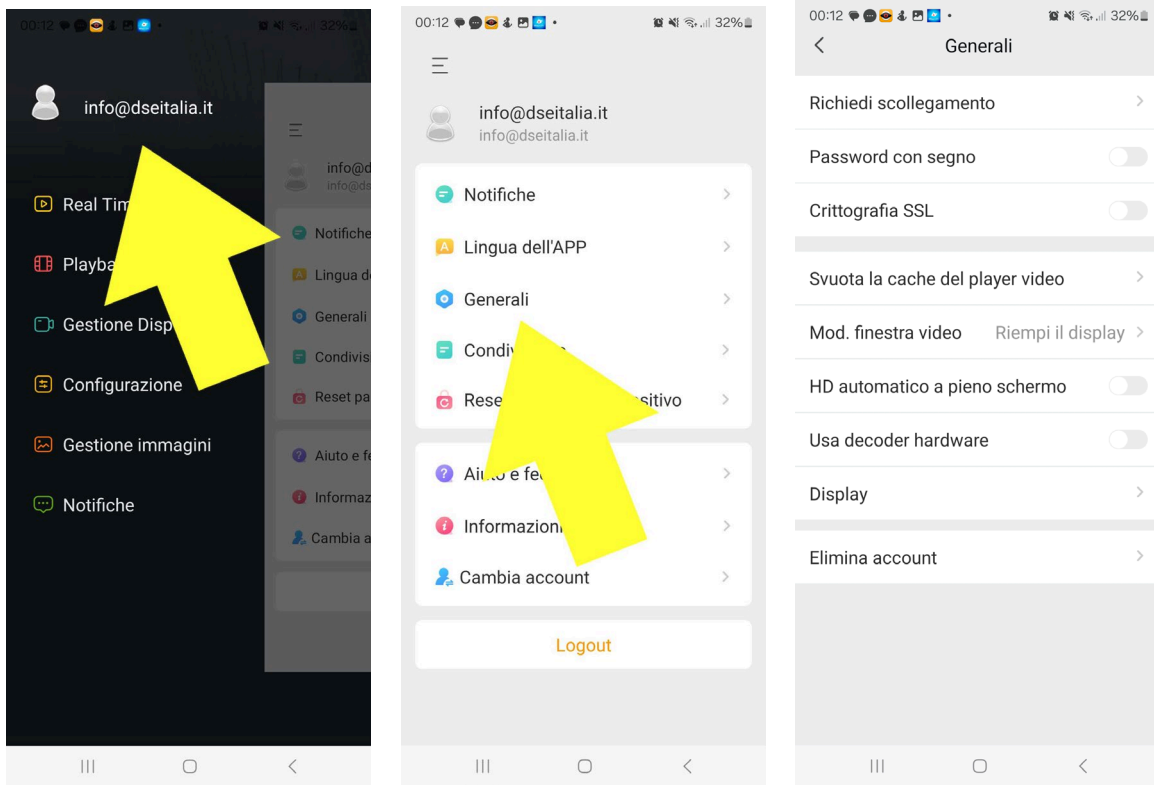 00:12
32%
info@dseitalia.it
Real Tim
Playba
Gestione Disp
Configurazione
Gestione immagini
Notifiche
info@d
info@ds
Notifiche
Lingua d
Generali
Condivis
Reset pa
Aiuto e fe
Informaz
Cambia a
00:12
32%
info@dseitalia.it
info@dseitalia.it
Notifiche
Lingua dell'APP
Generali
Condiv
Rese sitivo
Aiuto e fe
Informazion
Cambia account
Logout
00:12
32%
Generali
Richiedi scollegamento
Password con segno
Crittografia SSL
Svuota la cache del player video
Mod. finestra video Riempi il display
HD automatico a pieno schermo
Usa decoder hardware
Display
Elimina account